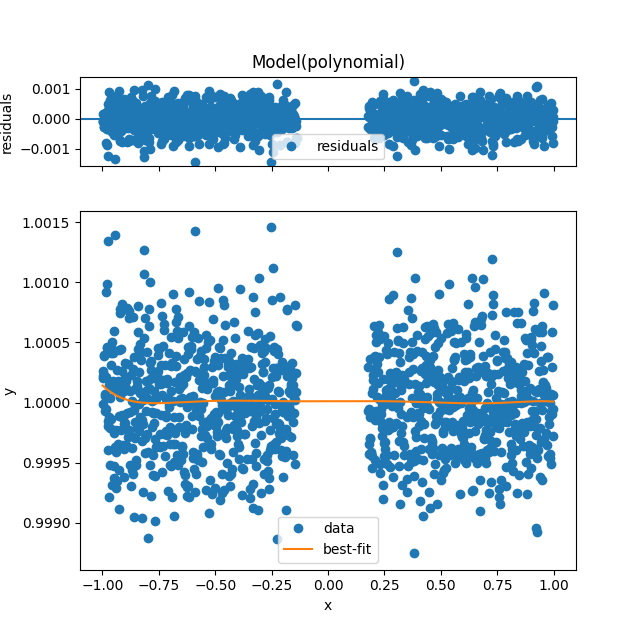 Model(polynomial)
0.001
0.000
−0.001
residuals
residuals
1.0015
1.0010
1.0005
1.0000
0.9995
0.9990
y
data
best-fit
−1.00 −0.75 −0.50 −0.25 0.00 0.25 0.50 0.75 1.00
x